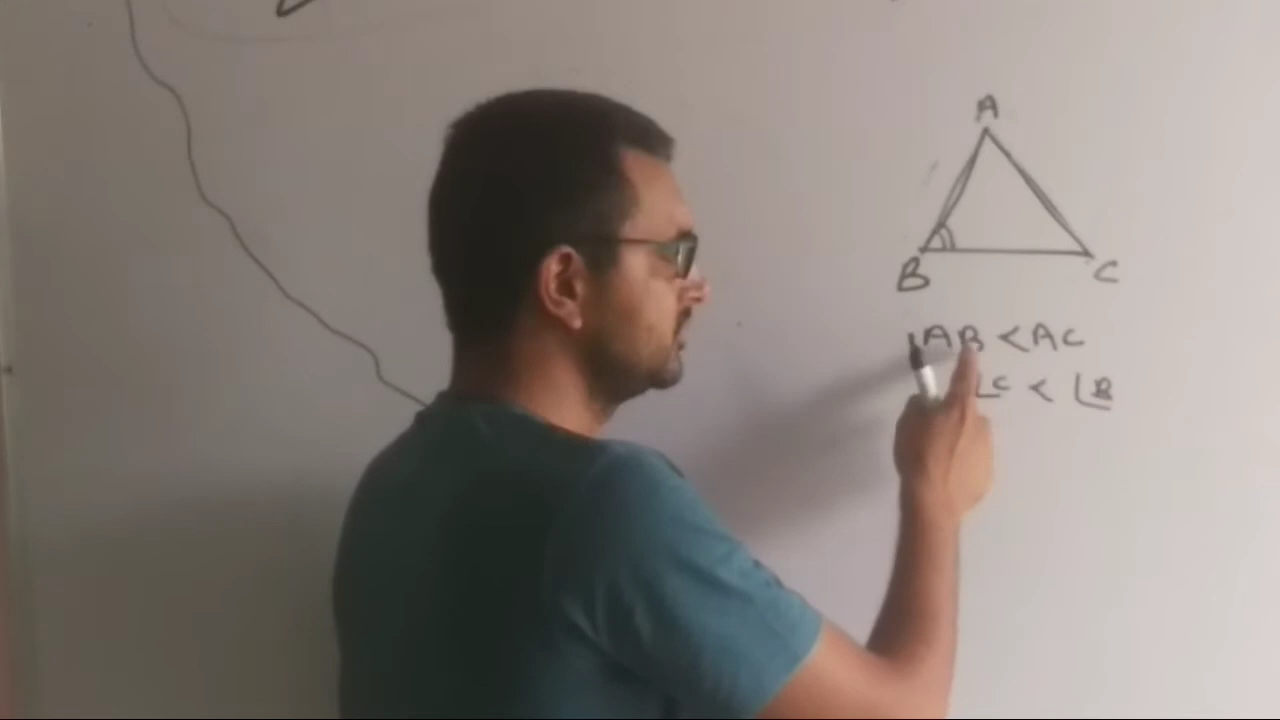 A
B C
AB < AC
∠C < ∠B